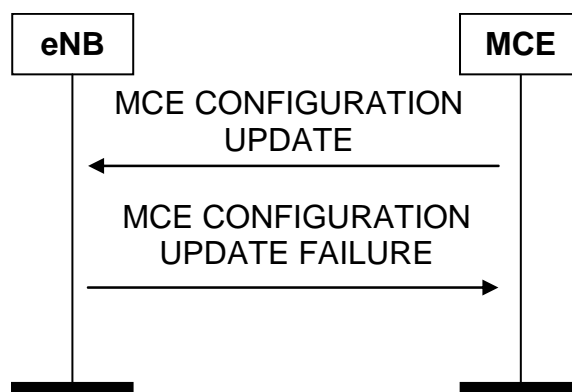 eNB
MCE
MCE CONFIGURATION
UPDATE
MCE CONFIGURATION
UPDATE FAILURE